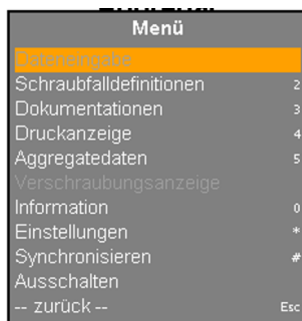 Menü
Dateneingabe
Schraubfalldefinitionen 2
Dokumentationen 3
Druckanzeige 4
Aggregatedaten 5
Verschraubungsanzeige
Information 0
Einstellungen *
Synchronisieren #
Ausschalten
-- zurück -- Esc